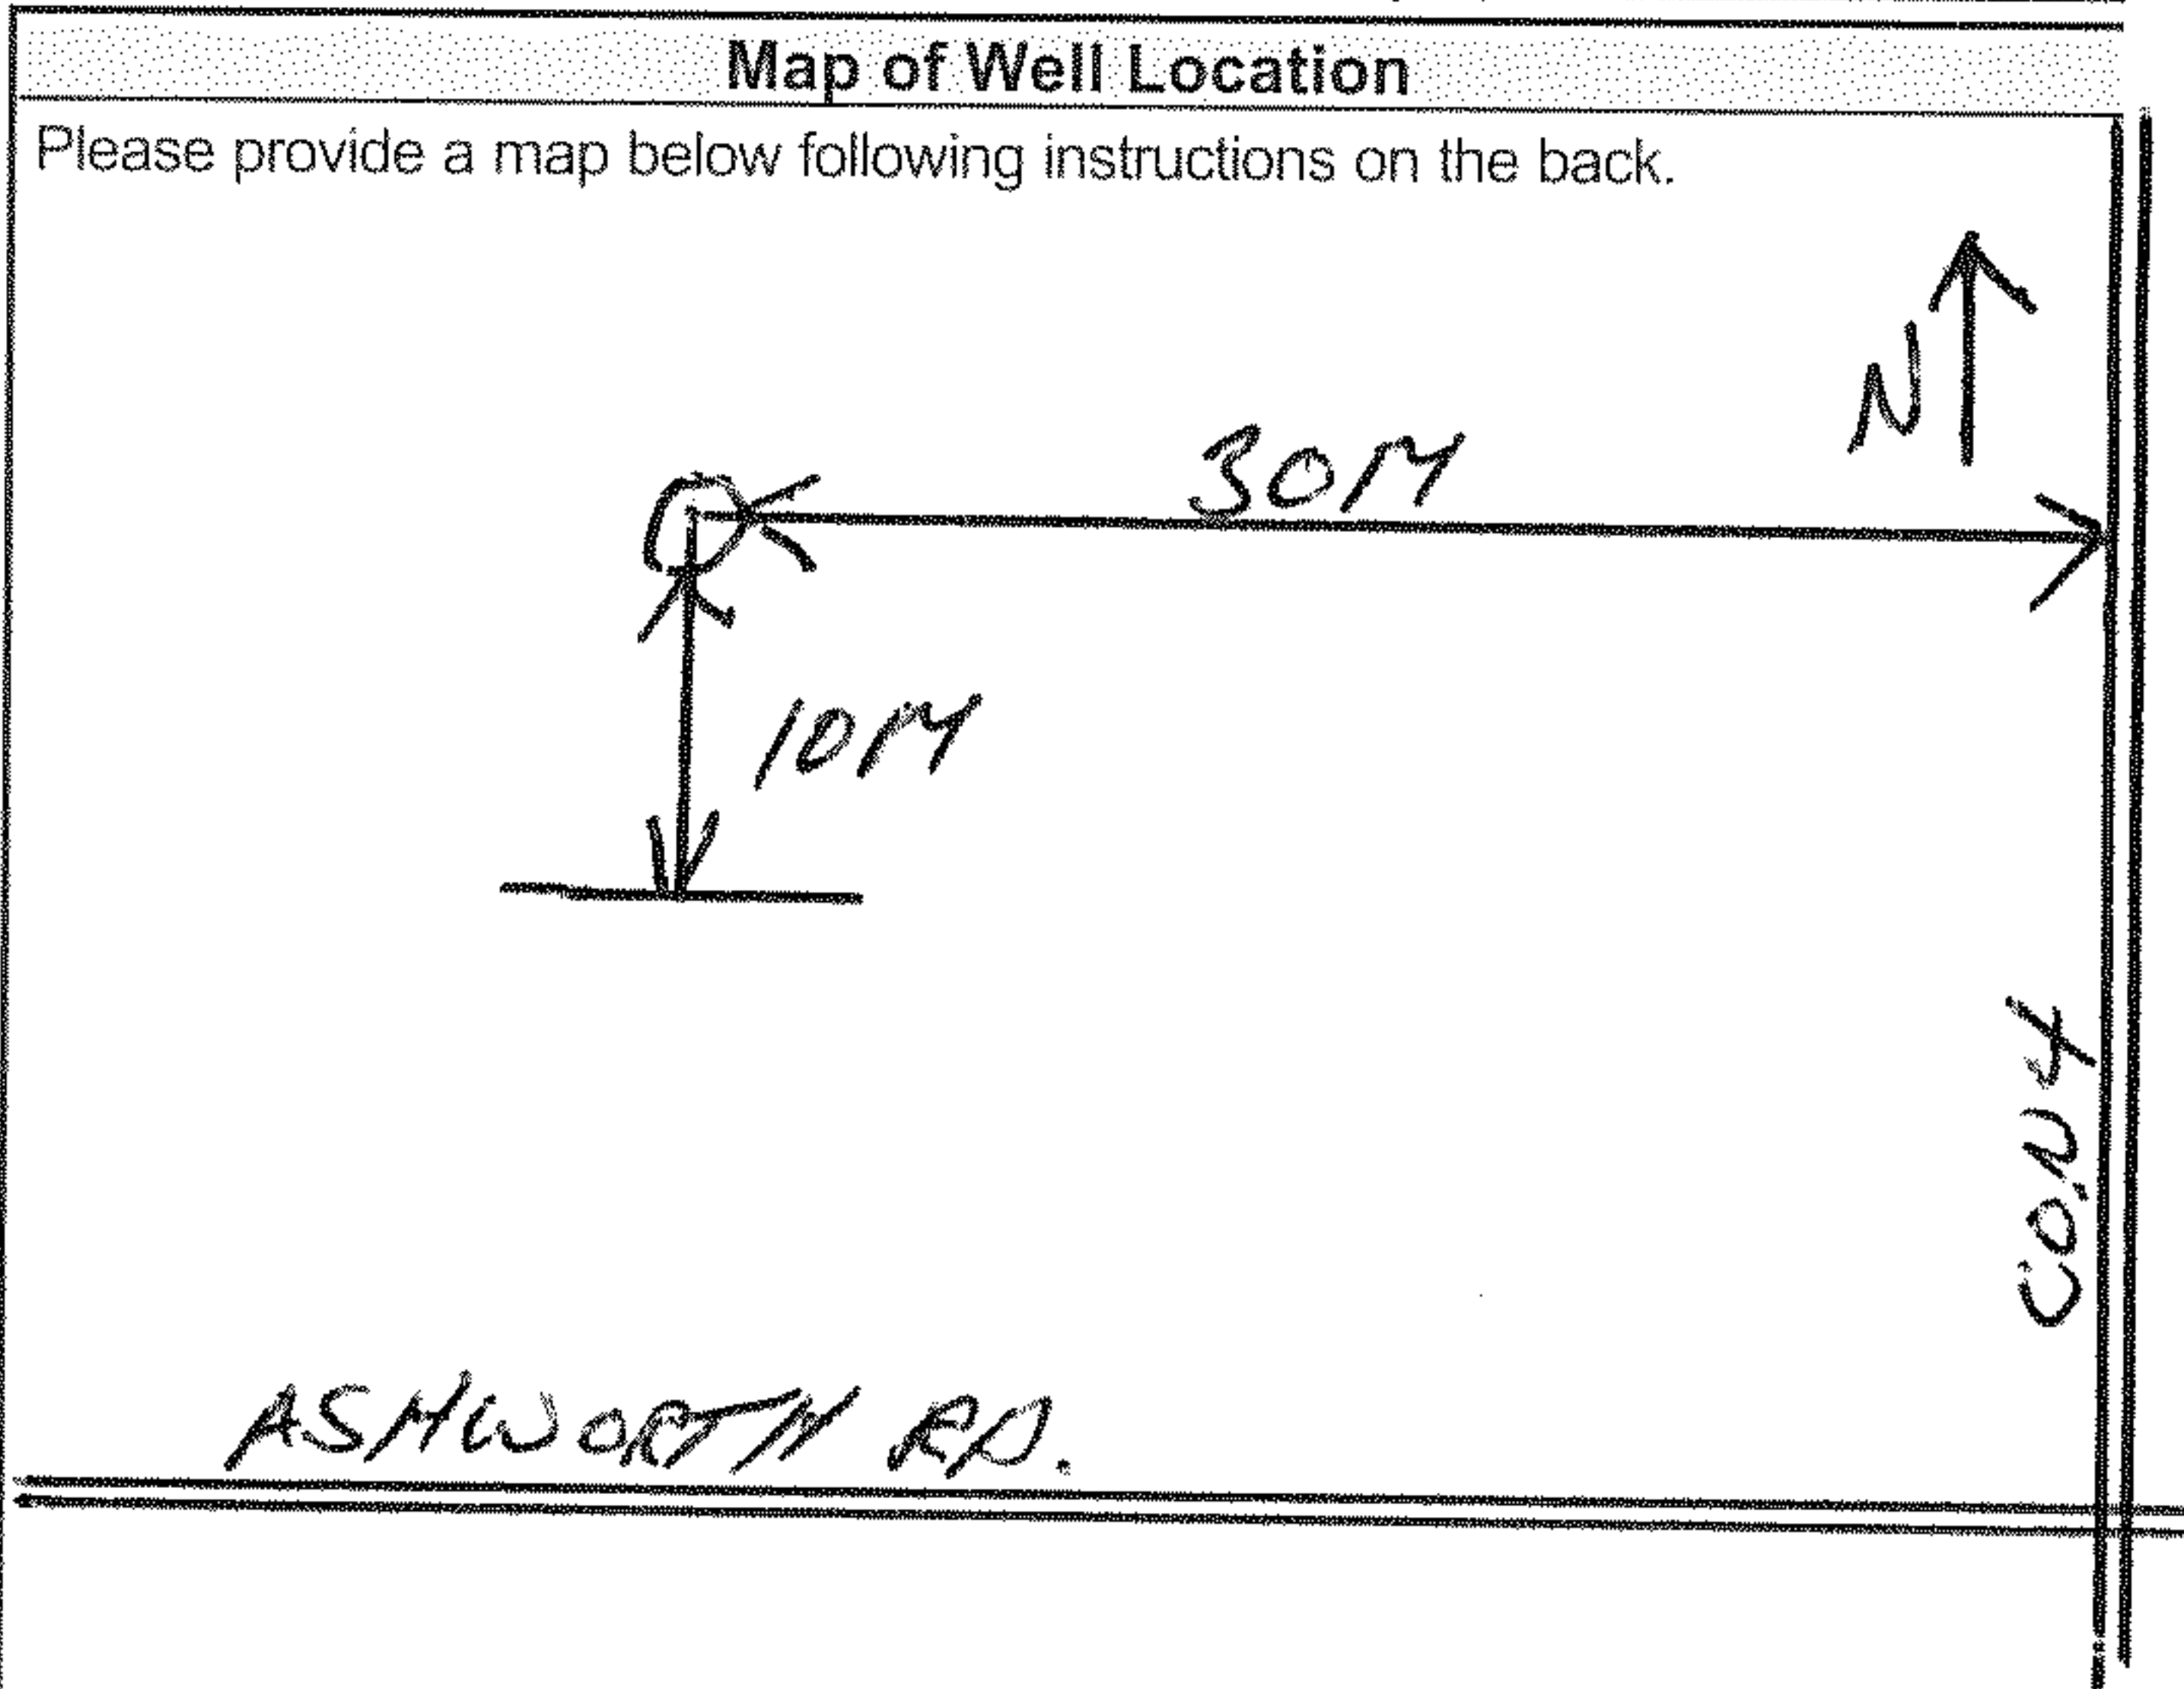 Map of Well Location
Please provide a map below following instructions on the back.
N
30M
10M
CON 4
ASHWORTH RD.